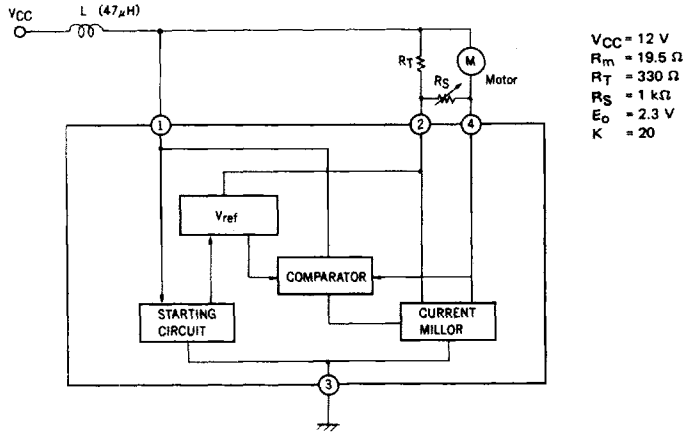 VCC L (47μH)
RT
RS
M
Motor
VCC = 12 V
Rm = 19.5 Ω
RT = 330 Ω
RS = 1 kΩ
Eo = 2.3 V
K = 20
1
2
4
Vref
COMPARATOR
STARTING
CIRCUIT
CURRENT
MILLOR
3